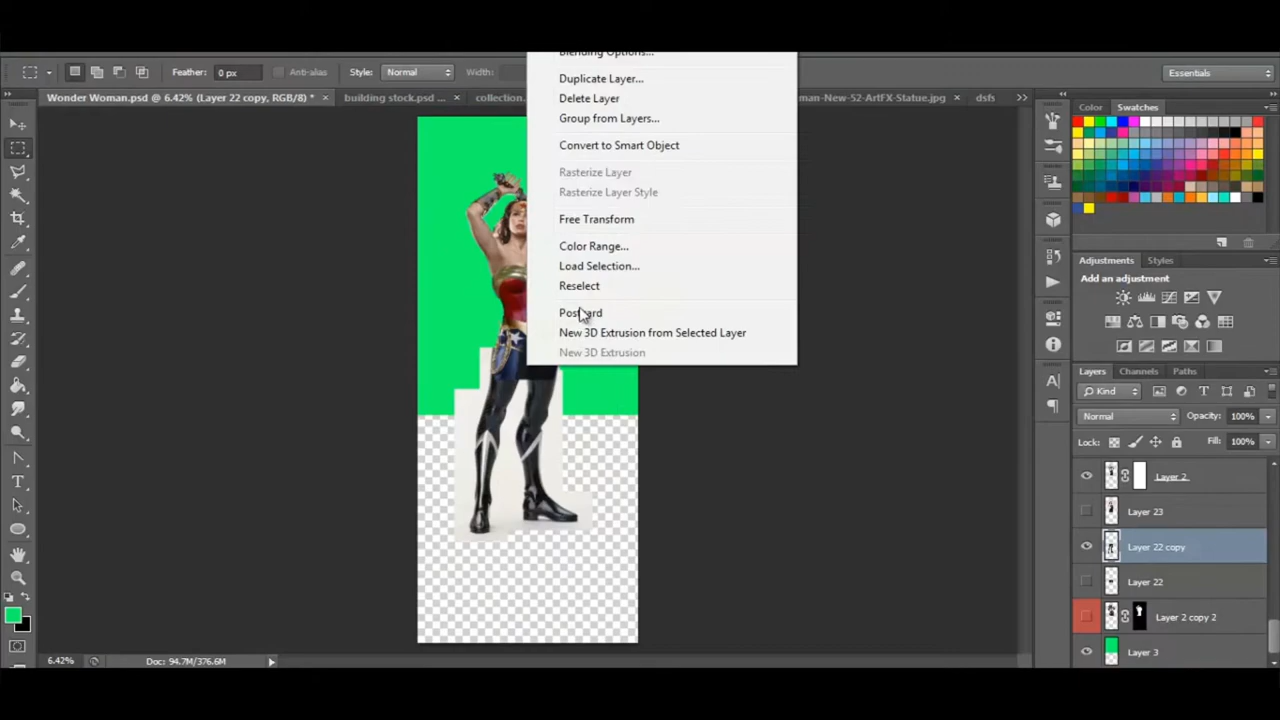 Blending Options...
Feather: 0 px Anti-alias Style: Normal Width: Essentials
Wonder Woman.psd @ 6.42% (Layer 22 copy, RGB/8) * × building stock.psd ... × collection. man-New-52-ArtFX-Statue.jpg × dsfs
Duplicate Layer...
Delete Layer
Group from Layers...
Convert to Smart Object
Rasterize Layer
Rasterize Layer Style
Free Transform
Color Range...
Load Selection...
Reselect
Postcard
New 3D Extrusion from Selected Layer
New 3D Extrusion
Color Swatches
Adjustments Styles
Add an adjustment
Layers Channels Paths
Kind
Normal Opacity: 100%
Lock: Fill: 100%
Layer 2
Layer 23
Layer 22 copy
Layer 22
Layer 2 copy 2
Layer 3
6.42% Doc: 94.7M/376.6M